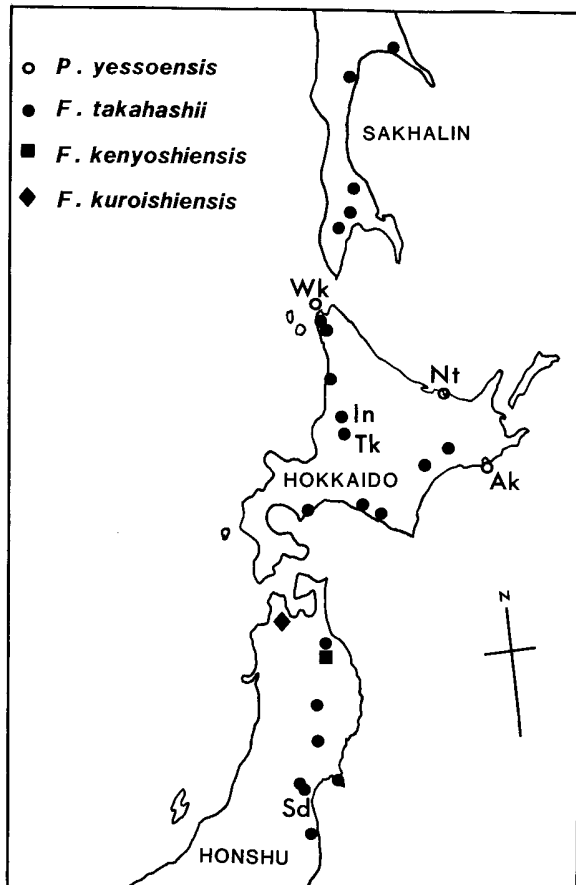 P. yessoensis
F. takahashii
F. kenyoshiensis
F. kuroishiensis
SAKHALIN
Wk
Nt
In
Tk
HOKKAIDO
Ak
N
Sd
HONSHU